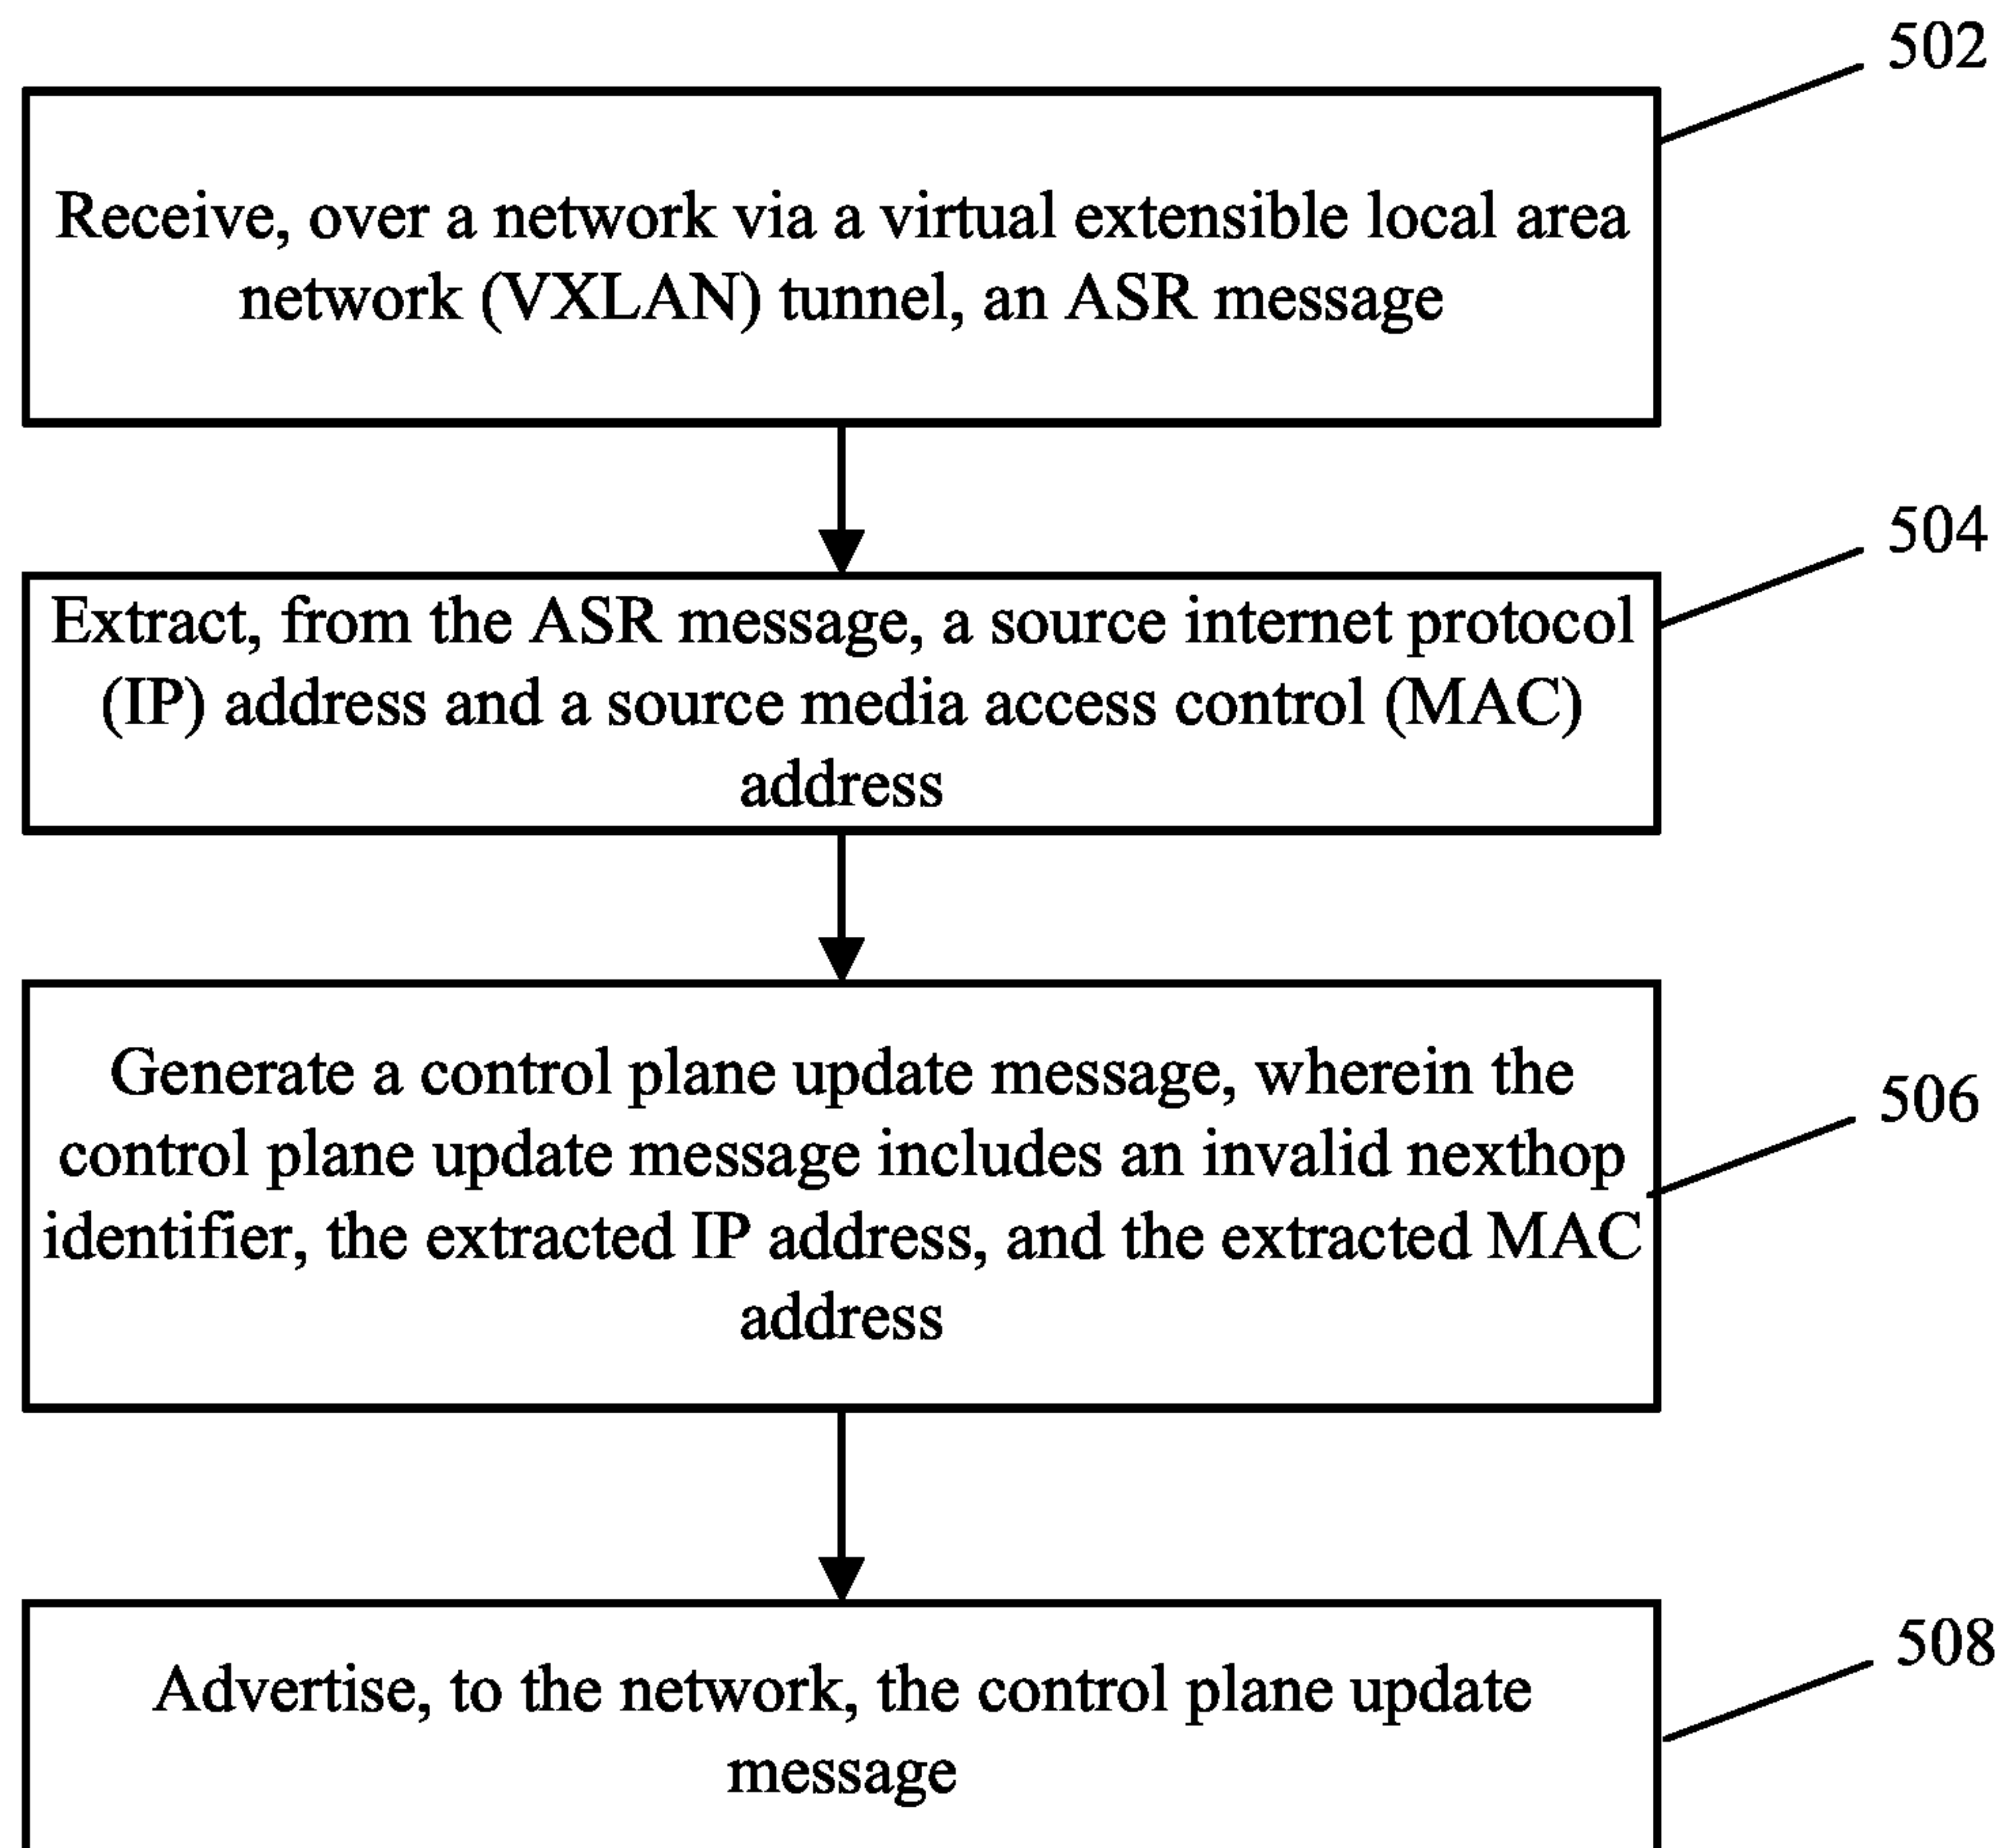 502
Receive, over a network via a virtual extensible local area
network (VXLAN) tunnel, an ASR message
504
Extract, from the ASR message, a source internet protocol
(IP) address and a source media access control (MAC)
address
Generate a control plane update message, wherein the
506
control plane update message includes an invalid nexthop
identifier, the extracted IP address, and the extracted MAC
address
508
Advertise, to the network, the control plane update
message